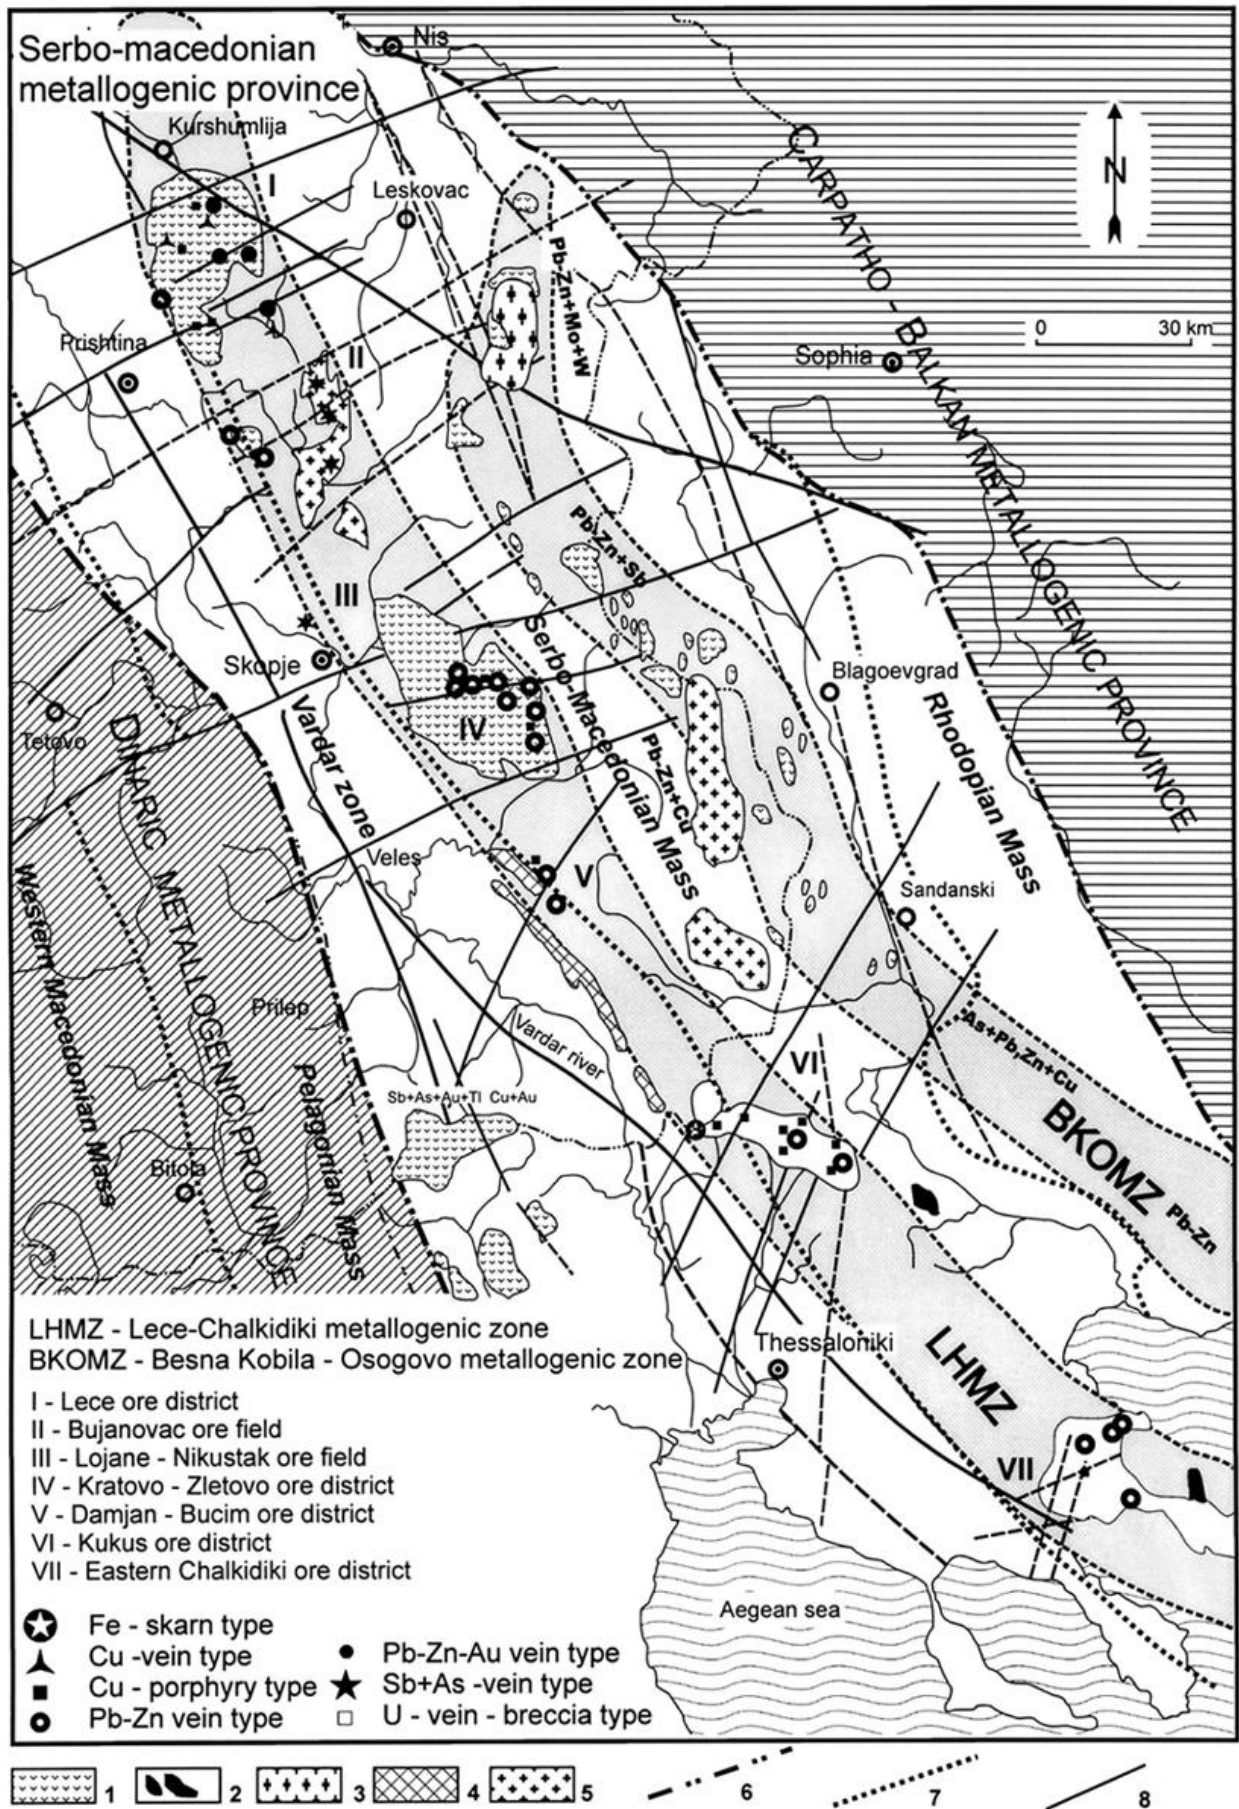 Serbo-macedonian
metallogenic province
Nis
Kurshumlija
I
Leskovac
CARPATHO - BALKAN METALLOGENIC PROVINCE
N
Pb-Zn+Mo+W
0 30 km
Prishtina
II
Sophia
Pb-Zn+Sb
III
Serbo-Macedonian Mass
Skopje
Blagoevgrad
Rhodopian Mass
IV
Tetovo
Vardar zone
DINARIC METALLOGENIC PROVINCE
Pb-Zn+Cu
Veles
V
Sandanski
Western Macedonian Mass
Prilep
Vardar river
As+Pb,Zn+Cu
VI
Pelagonian Mass
Sb+As+Au+Tl Cu+Au
BKOMZ
Bitola
Pb-Zn
LHMZ
Thessaloniki
VII
Aegean sea
LHMZ - Lece-Chalkidiki metallogenic zone
BKOMZ - Besna Kobila - Osogovo metallogenic zone
I - Lece ore district
II - Bujanovac ore field
III - Lojane - Nikustak ore field
IV - Kratovo - Zletovo ore district
V - Damjan - Bucim ore district
VI - Kukus ore district
VII - Eastern Chalkidiki ore district
Fe - skarn type
Cu -vein type
Cu - porphyry type
Pb-Zn vein type
Pb-Zn-Au vein type
Sb+As -vein type
U - vein - breccia type
1 2 3 4 5 6 7 8